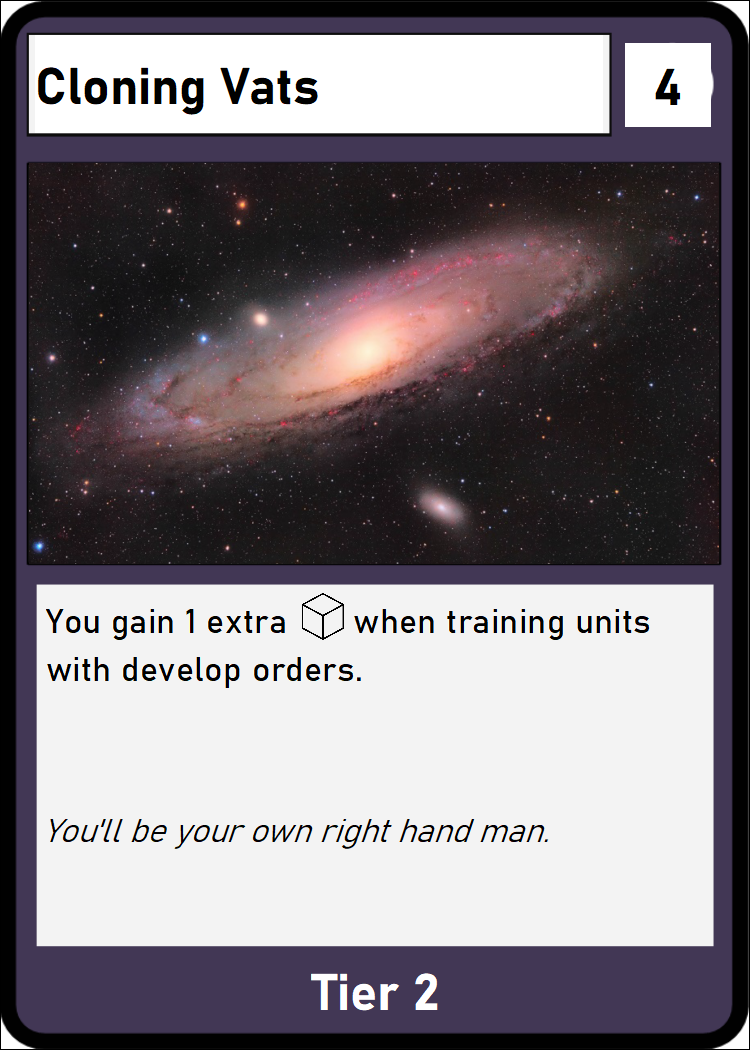 Cloning Vats
4
You gain 1 extra when training units
with develop orders.
You'll be your own right hand man.
Tier 2